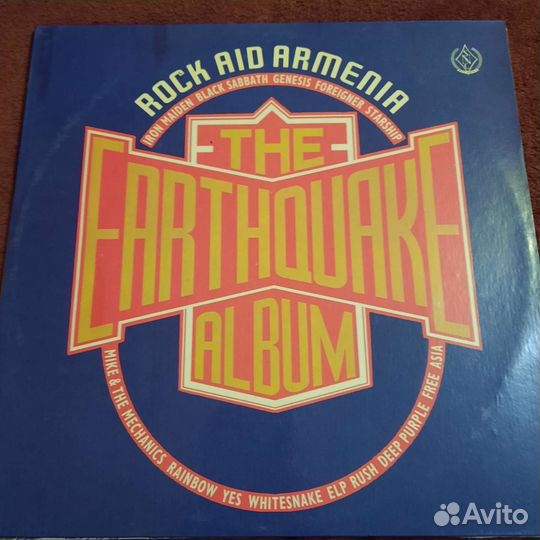 ROCK AID ARMENIA
IRON MAIDEN BLACK SABBATH GENESIS FOREIGNER STARSHIP
THE
EARTHQUAKE
ALBUM
MIKE & THE MECHANICS RAINBOW YES WHITESNAKE ELP RUSH DEEP PURPLE FREE ASIA
Avito